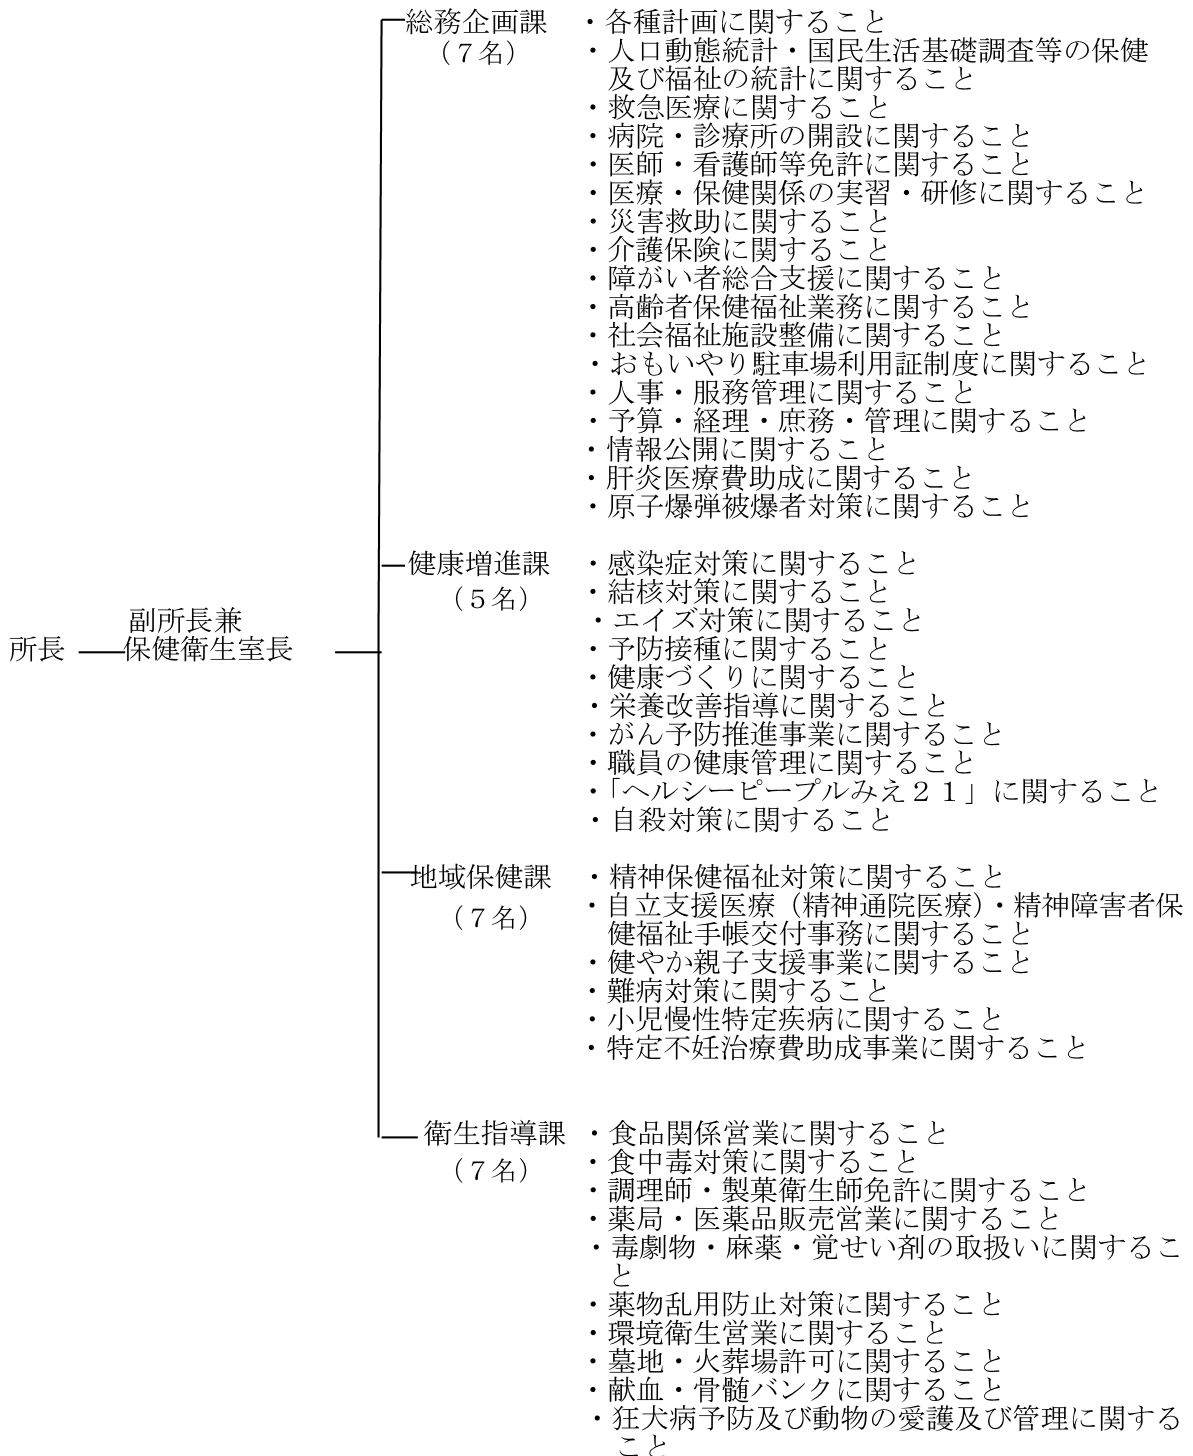 総務企画課
（７名）
・各種計画に関すること
・人口動態統計・国民生活基礎調査等の保健
及び福祉の統計に関すること
・救急医療に関すること
・病院・診療所の開設に関すること
・医師・看護師等免許に関すること
・医療・保健関係の実習・研修に関すること
・災害救助に関すること
・介護保険に関すること
・障がい者総合支援に関すること
・高齢者保健福祉業務に関すること
・社会福祉施設整備に関すること
・おもいやり駐車場利用証制度に関すること
・人事・服務管理に関すること
・予算・経理・庶務・管理に関すること
・情報公開に関すること
・肝炎医療費助成に関すること
・原子爆弾被爆者対策に関すること
所長
副所長兼
保健衛生室長
健康増進課
（５名）
・感染症対策に関すること
・結核対策に関すること
・エイズ対策に関すること
・予防接種に関すること
・健康づくりに関すること
・栄養改善指導に関すること
・がん予防推進事業に関すること
・職員の健康管理に関すること
・「ヘルシーピープルみえ２１」に関すること
・自殺対策に関すること
地域保健課
（７名）
・精神保健福祉対策に関すること
・自立支援医療（精神通院医療）・精神障害者保
健福祉手帳交付事務に関すること
・健やか親子支援事業に関すること
・難病対策に関すること
・小児慢性特定疾病に関すること
・特定不妊治療費助成事業に関すること
衛生指導課
（７名）
・食品関係営業に関すること
・食中毒対策に関すること
・調理師・製菓衛生師免許に関すること
・薬局・医薬品販売営業に関すること
・毒劇物・麻薬・覚せい剤の取扱いに関するこ
と
・薬物乱用防止対策に関すること
・環境衛生営業に関すること
・墓地・火葬場許可に関すること
・献血・骨髄バンクに関すること
・狂犬病予防及び動物の愛護及び管理に関する
こと